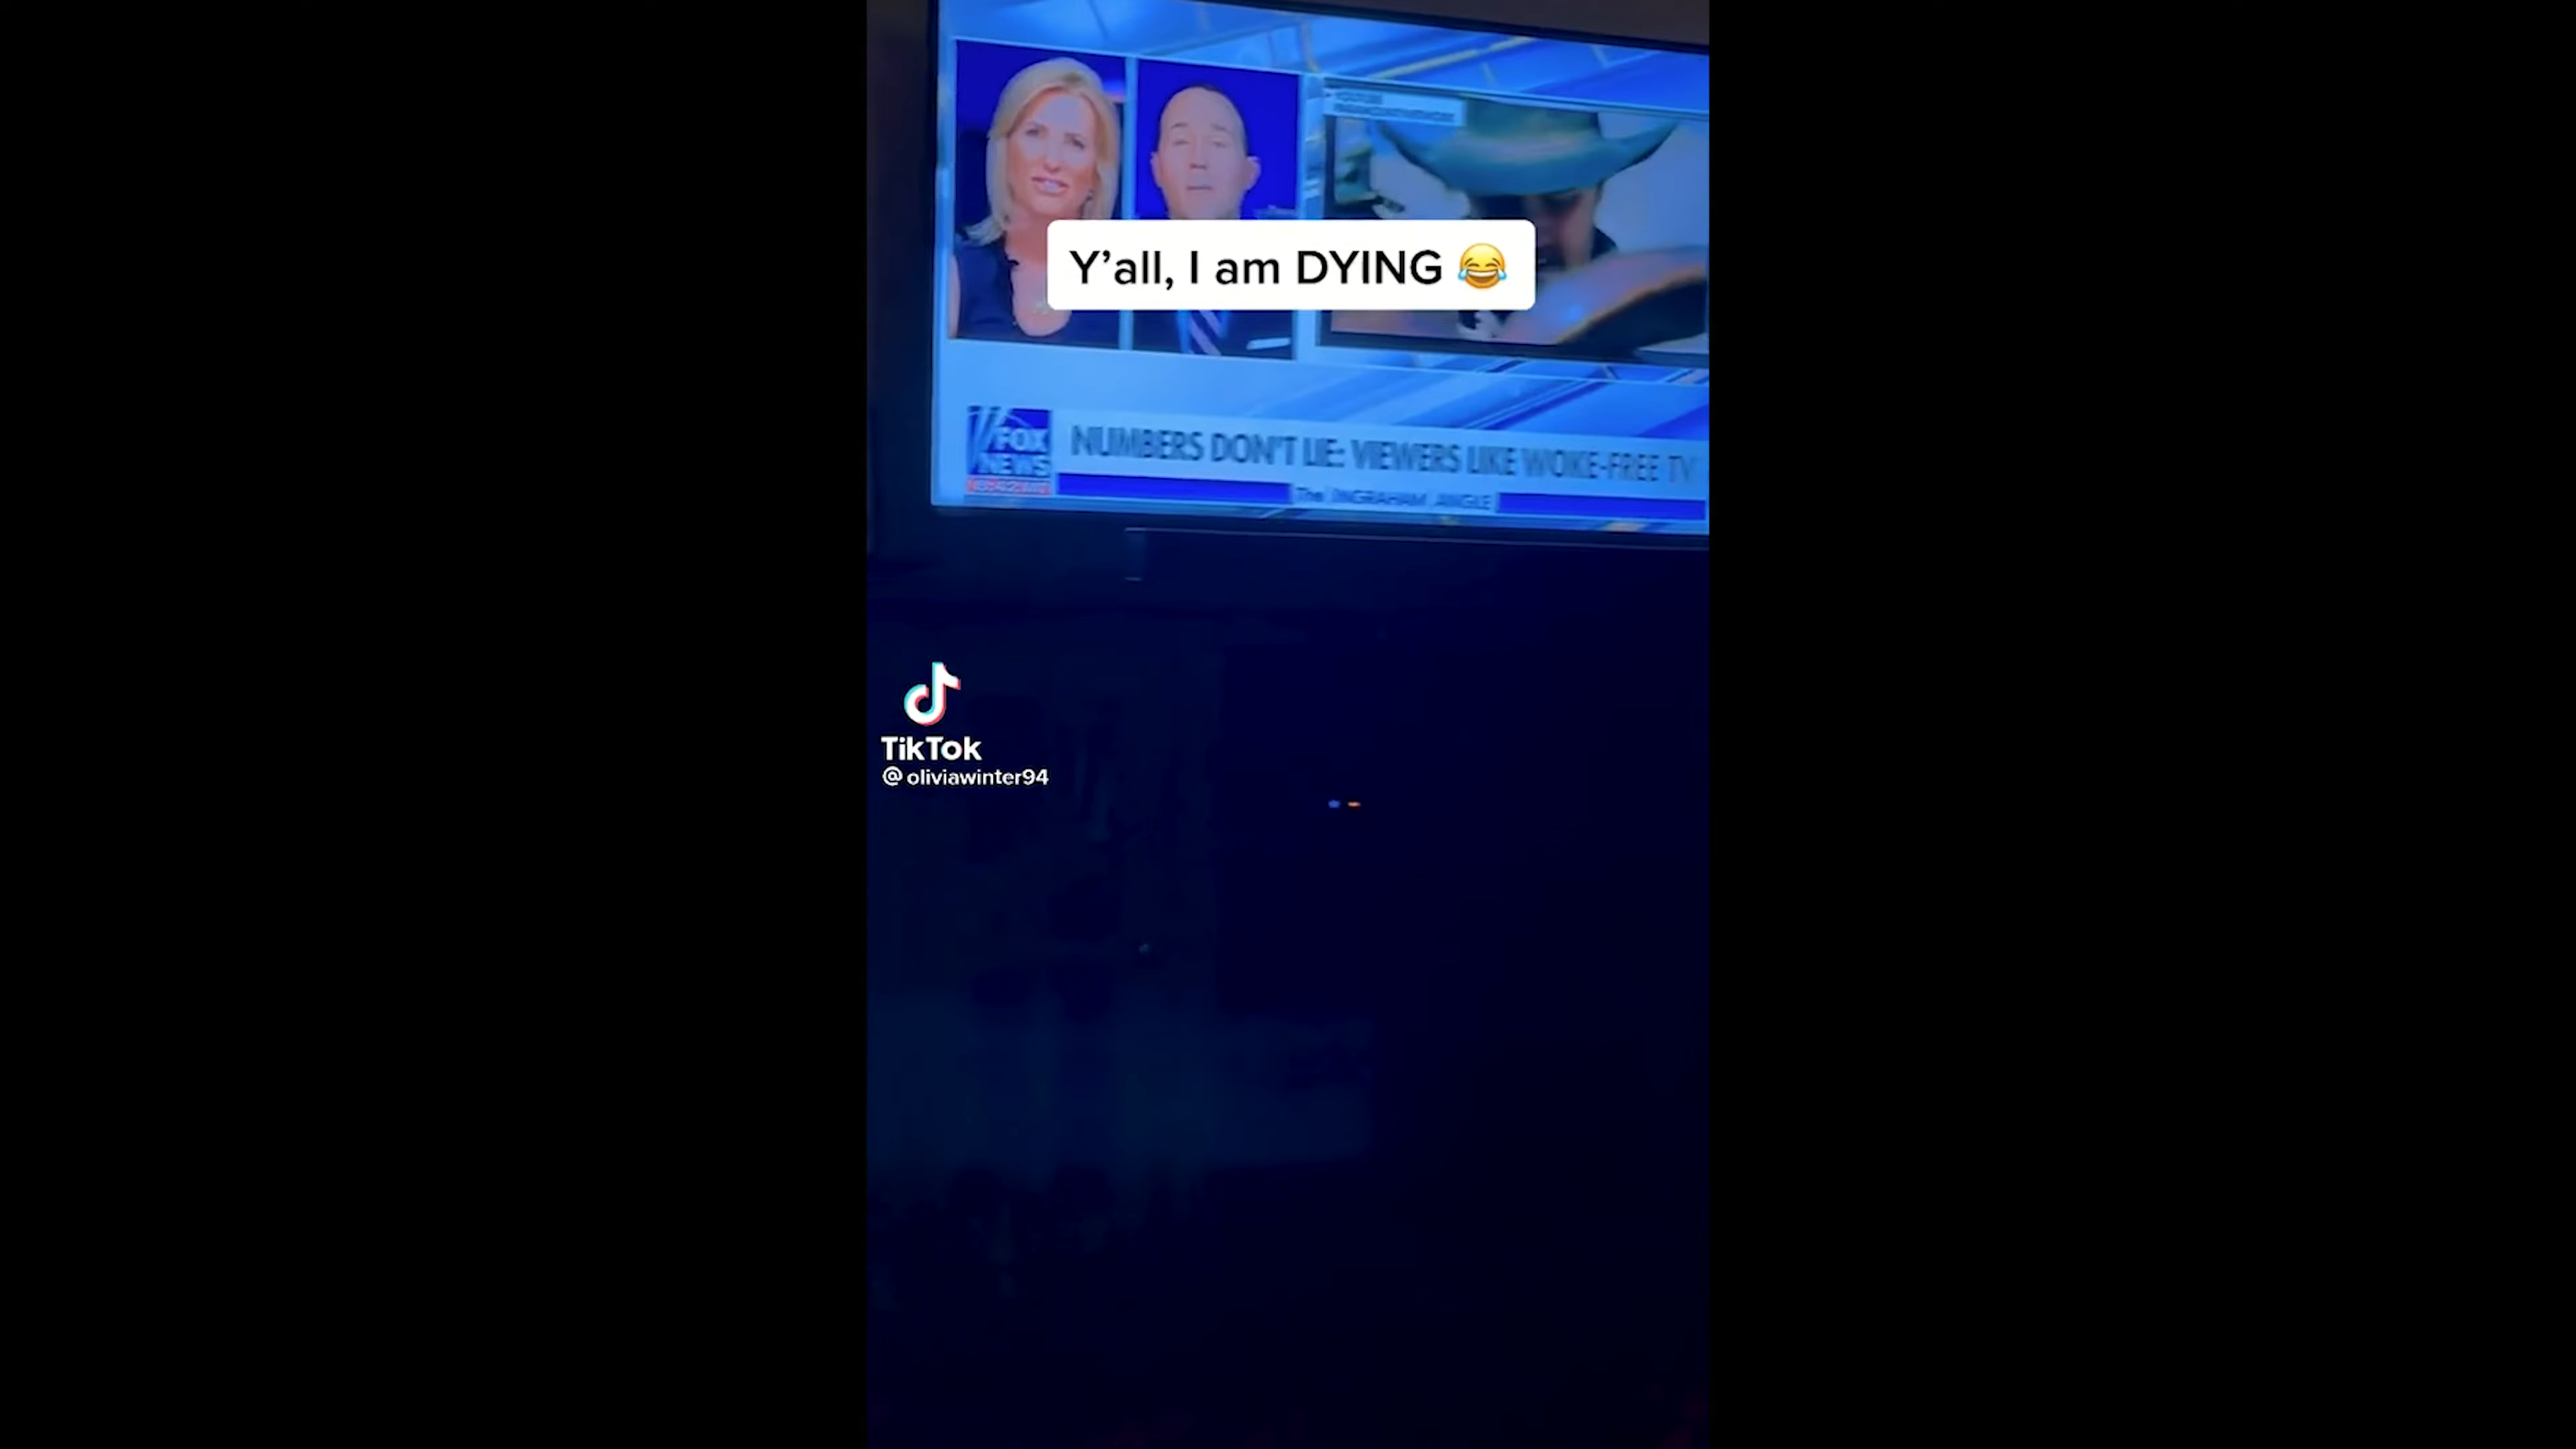 Y’all, I am DYING 😂
FOX
NEWS
NUMBERS DON'T LIE: VIEWERS LIKE WOKE-FREE TV
The INGRAHAM ANGLE
TikTok
@oliviawinter94